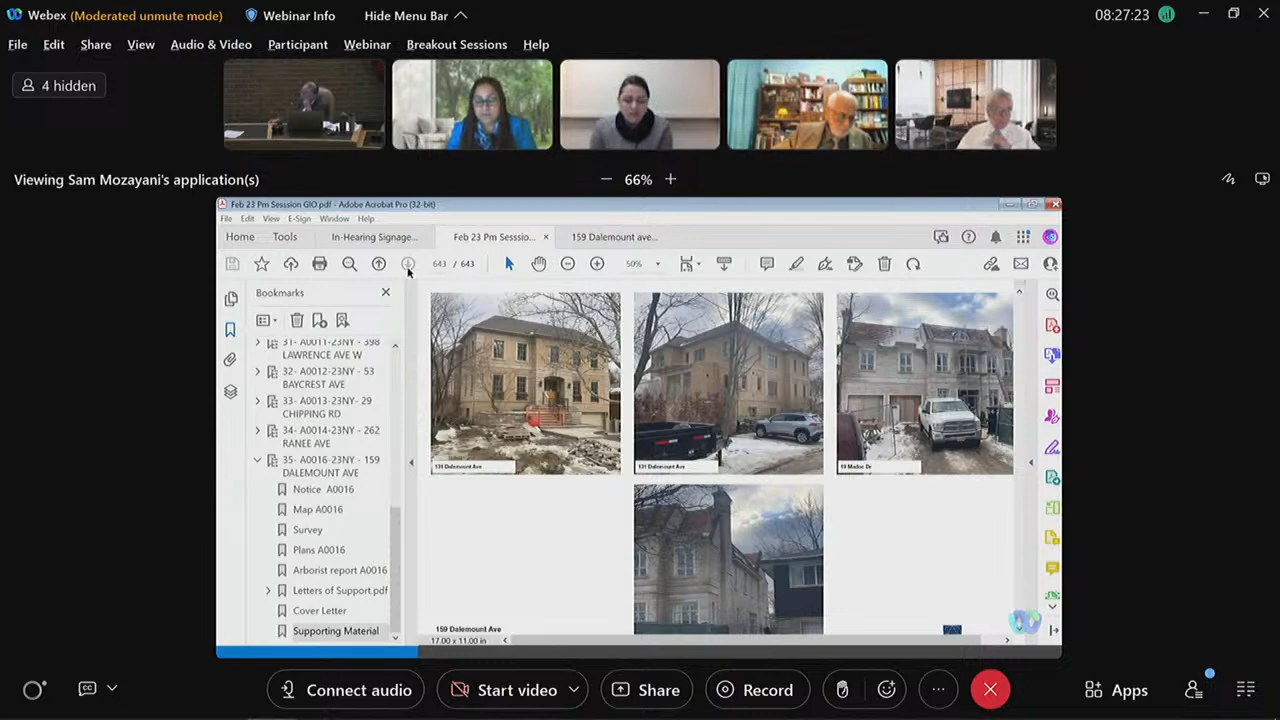 Webex (Moderated unmute mode) Webinar Info Hide Menu Bar 08:27:23
File Edit Share View Audio & Video Participant Webinar Breakout Sessions Help
4 hidden
Viewing Sam Mozayani's application(s) 66%
Feb 23 Pm Sesssion GIO.pdf - Adobe Acrobat Pro (32-bit)
File Edit View E-Sign Window Help
Home Tools In-Hearing Signage... Feb 23 Pm Sesssio... × 159 Dalemount ave...
643 / 643 50%
Bookmarks
31- A0011-23NY - 398
LAWRENCE AVE W
32- A0012-23NY - 53
BAYCREST AVE
33- A0013-23NY - 29
CHIPPING RD
34- A0014-23NY - 262
RANEE AVE
35- A0016-23NY - 159
DALEMOUNT AVE
Notice A0016
Map A0016
Survey
Plans A0016
Arborist report A0016
Letters of Support.pdf
Cover Letter
Supporting Material
131 Dalemount Ave
19 Madoc Dr
159 Dalemount Ave
17.00 x 11.00 in
Connect audio Start video Share Record Apps